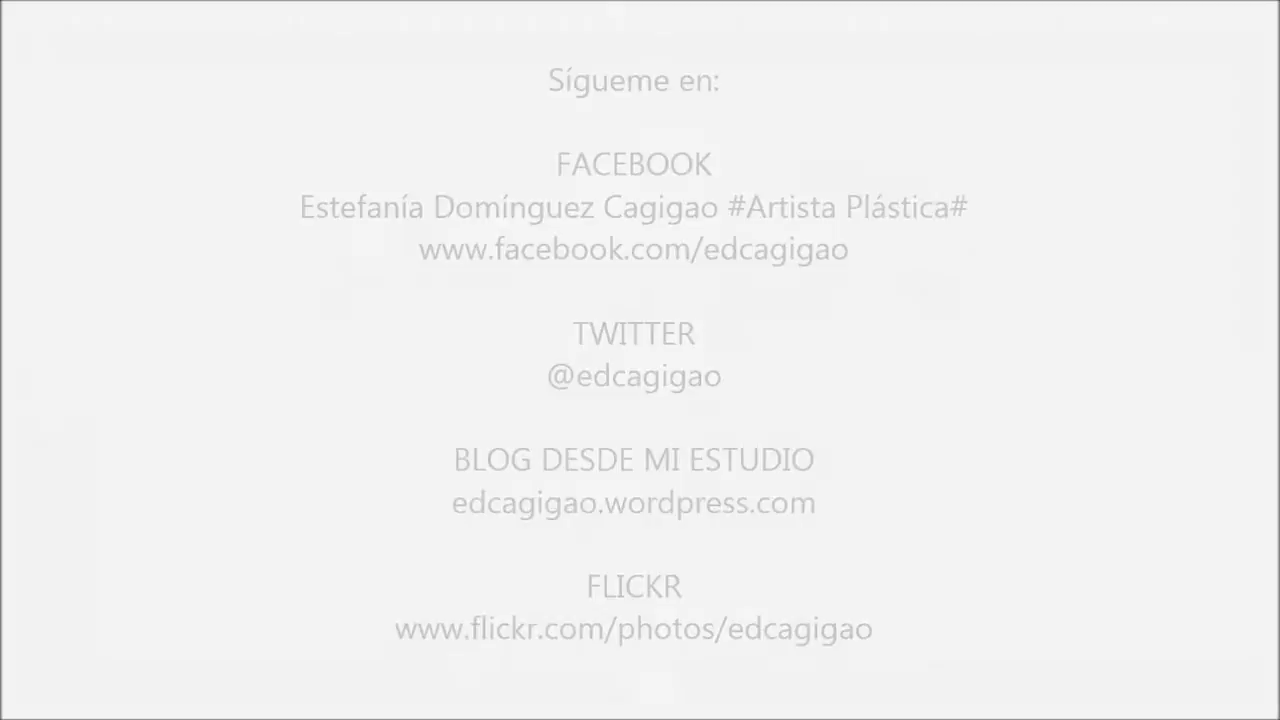 Sígueme en:
FACEBOOK
Estefanía Domínguez Cagigao #Artista Plástica#
www.facebook.com/edcagigao
TWITTER
@edcagigao
BLOG DESDE MI ESTUDIO
edcagigao.wordpress.com
FLICKR
www.flickr.com/photos/edcagigao